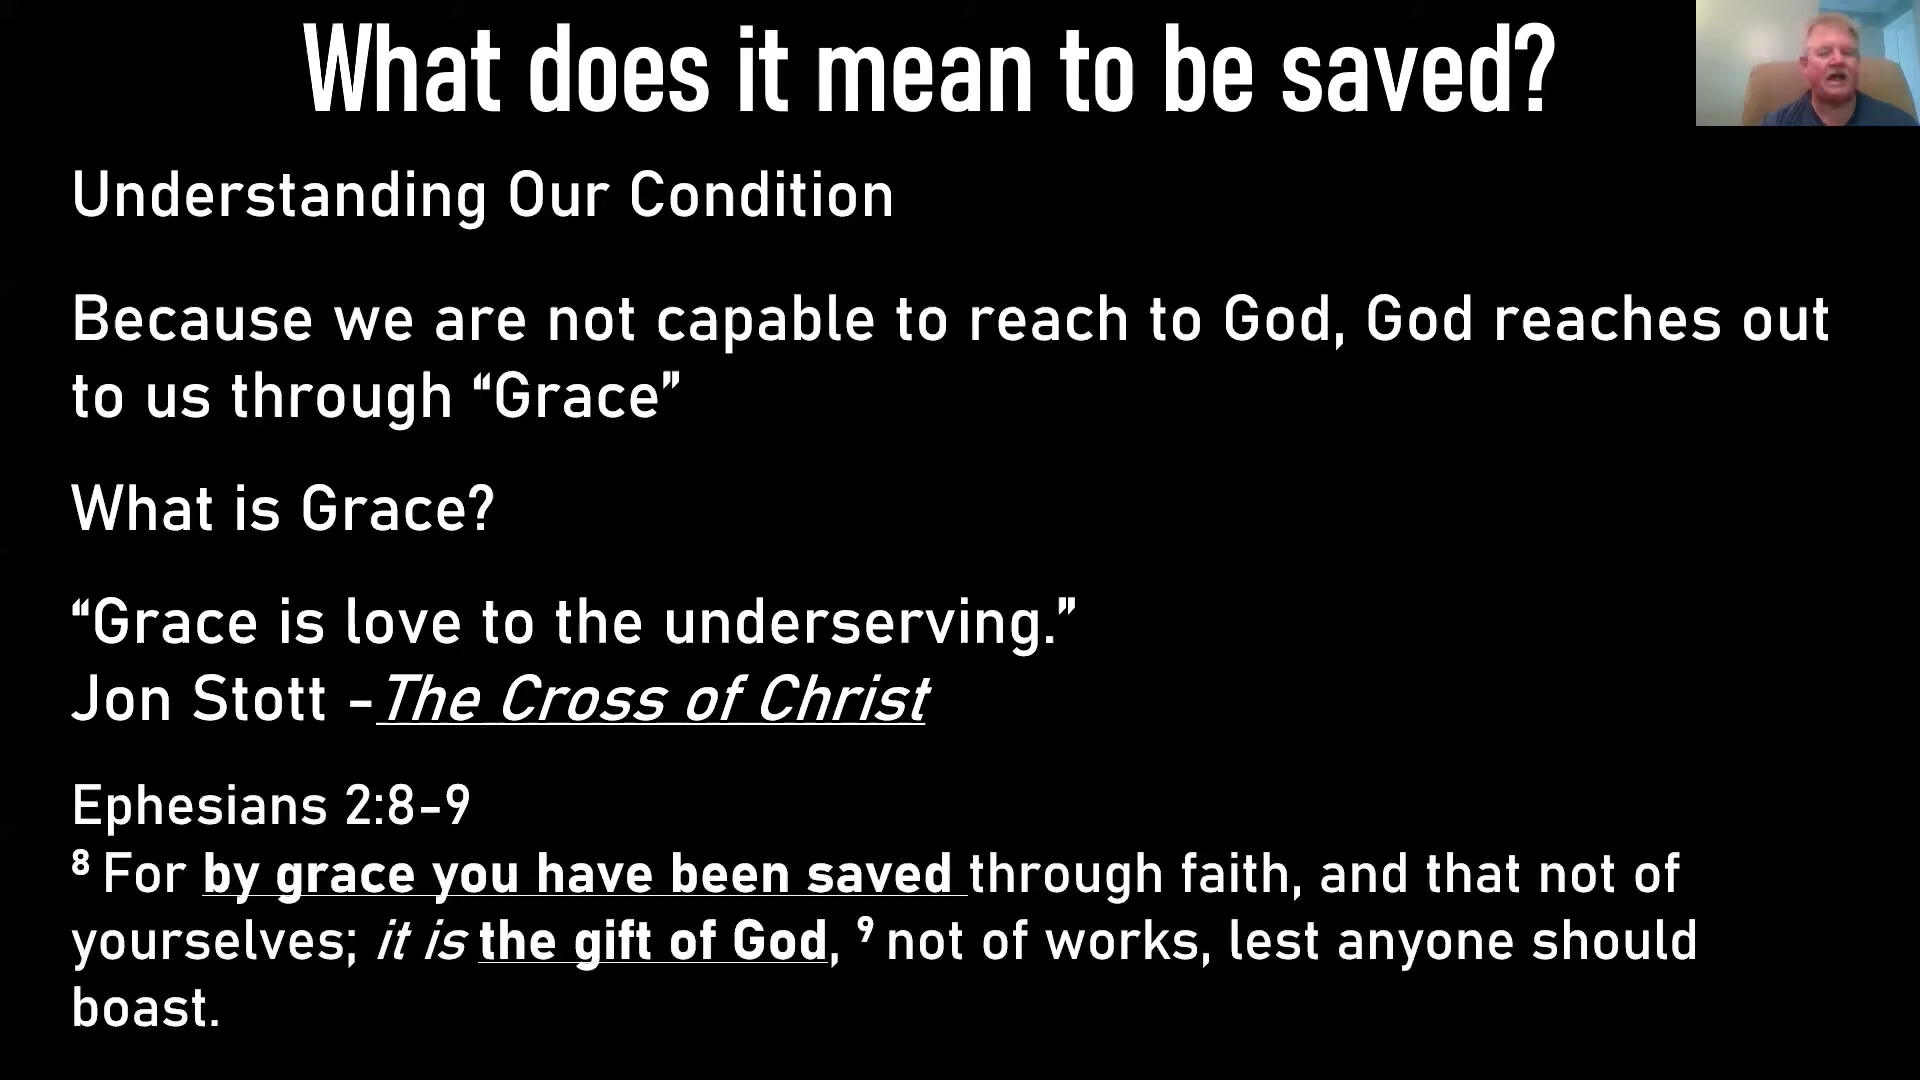 What does it mean to be saved?
Understanding Our Condition
Because we are not capable to reach to God, God reaches out
to us through “Grace”
What is Grace?
“Grace is love to the underserving.”
Jon Stott -The Cross of Christ
Ephesians 2:8-9
8 For by grace you have been saved through faith, and that not of
yourselves; it is the gift of God, 9 not of works, lest anyone should
boast.